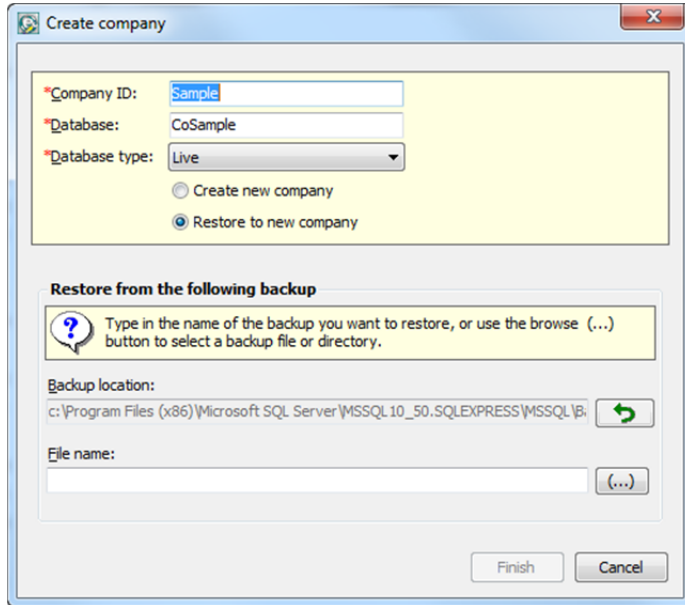 Create company
*Company ID: Sample
*Database: CoSample
*Database type: Live
Create new company
Restore to new company
Restore from the following backup
Type in the name of the backup you want to restore, or use the browse (...)
button to select a backup file or directory.
Backup location:
c:\Program Files (x86)\Microsoft SQL Server\MSSQL10_50.SQLEXPRESS\MSSQL\Ba
File name:
(...)
Finish Cancel